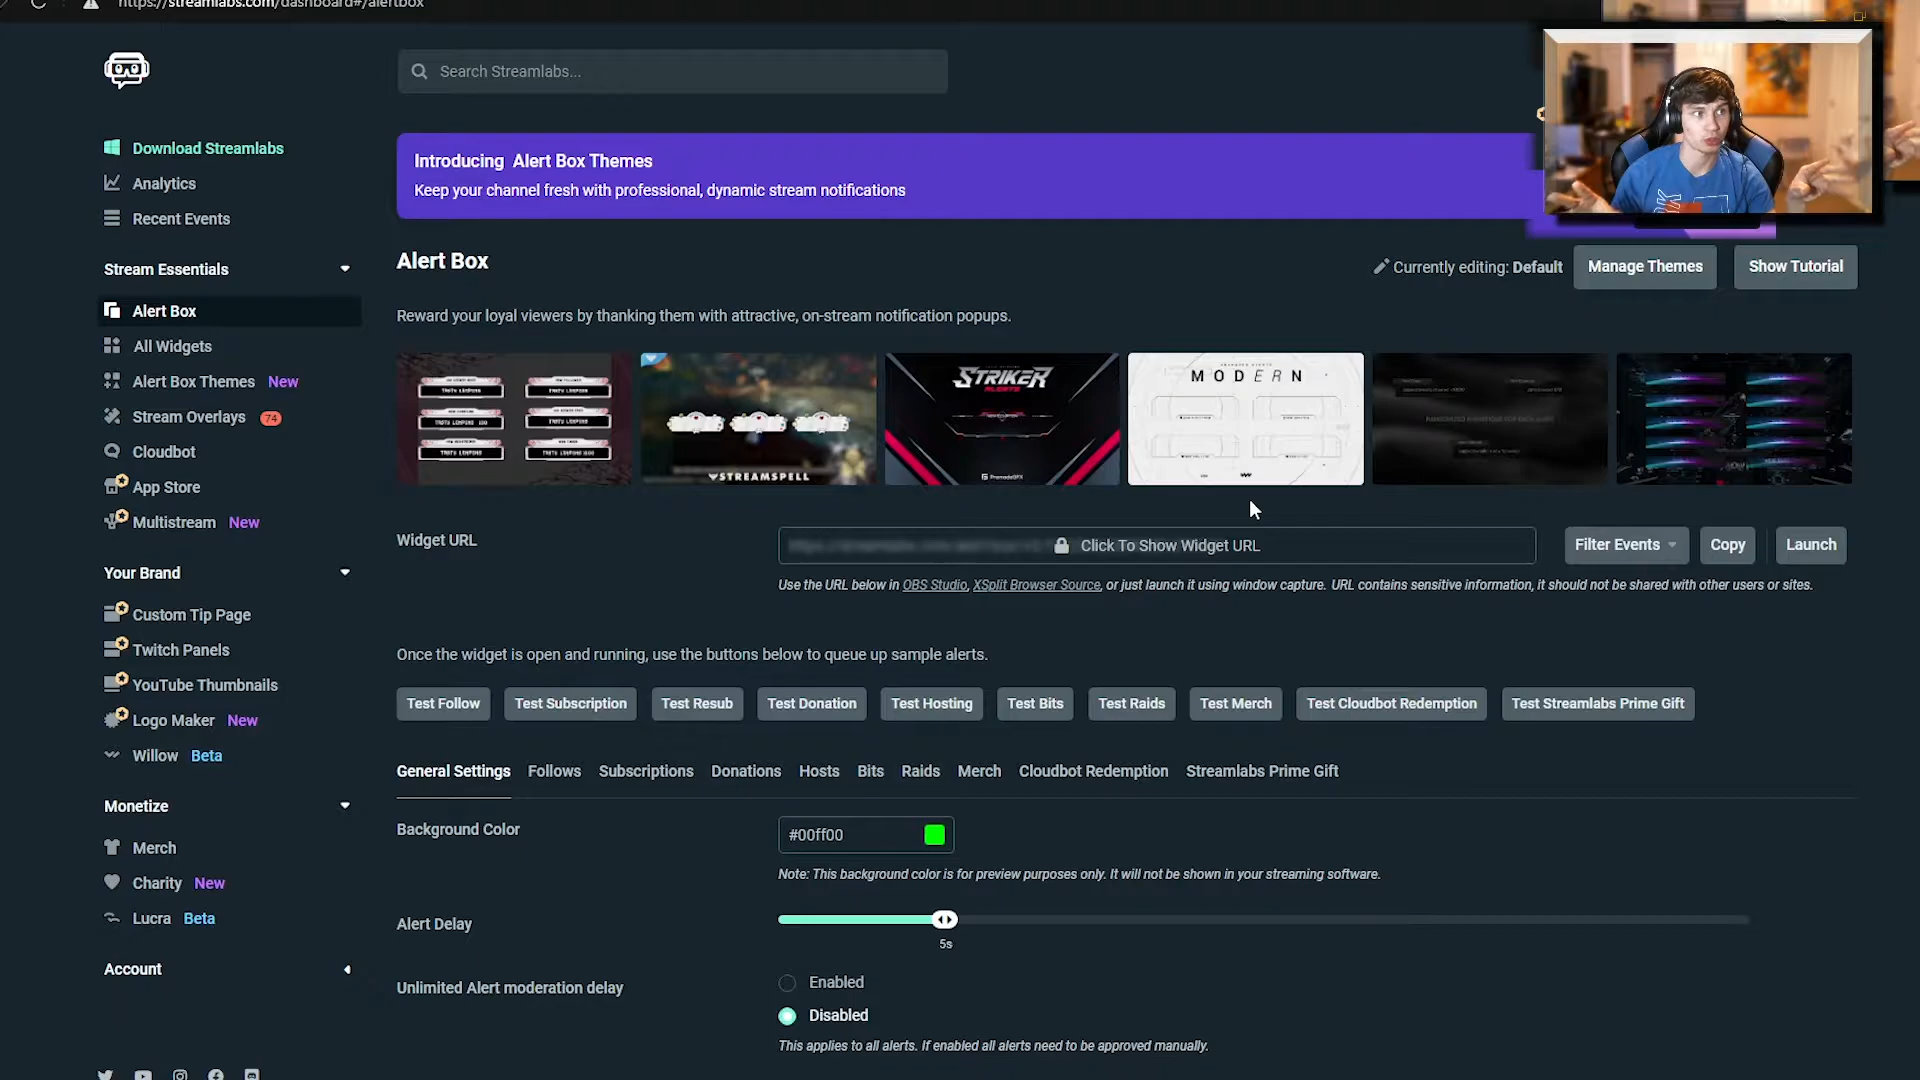 https://streamlabs.com/dashboard#/alertbox
Search Streamlabs...
Download Streamlabs
Analytics
Recent Events
Stream Essentials
Alert Box
All Widgets
Alert Box Themes New
Stream Overlays 74
Cloudbot
App Store
Multistream New
Your Brand
Custom Tip Page
Twitch Panels
YouTube Thumbnails
Logo Maker New
Willow Beta
Monetize
Merch
Charity New
Lucra Beta
Account
Introducing Alert Box Themes
Keep your channel fresh with professional, dynamic stream notifications
Alert Box
Currently editing: Default
Manage Themes
Show Tutorial
Reward your loyal viewers by thanking them with attractive, on-stream notification popups.
STREAMSPELL
STRIKER
ALERTS
MODERN
Widget URL
Click To Show Widget URL
Filter Events
Copy
Launch
Use the URL below in OBS Studio, XSplit Browser Source, or just launch it using window capture. URL contains sensitive information, it should not be shared with other users or sites.
Once the widget is open and running, use the buttons below to queue up sample alerts.
Test Follow
Test Subscription
Test Resub
Test Donation
Test Hosting
Test Bits
Test Raids
Test Merch
Test Cloudbot Redemption
Test Streamlabs Prime Gift
General Settings
Follows
Subscriptions
Donations
Hosts
Bits
Raids
Merch
Cloudbot Redemption
Streamlabs Prime Gift
Background Color
#00ff00
Note: This background color is for preview purposes only. It will not be shown in your streaming software.
Alert Delay
5s
Unlimited Alert moderation delay
Enabled
Disabled
This applies to all alerts. If enabled all alerts need to be approved manually.